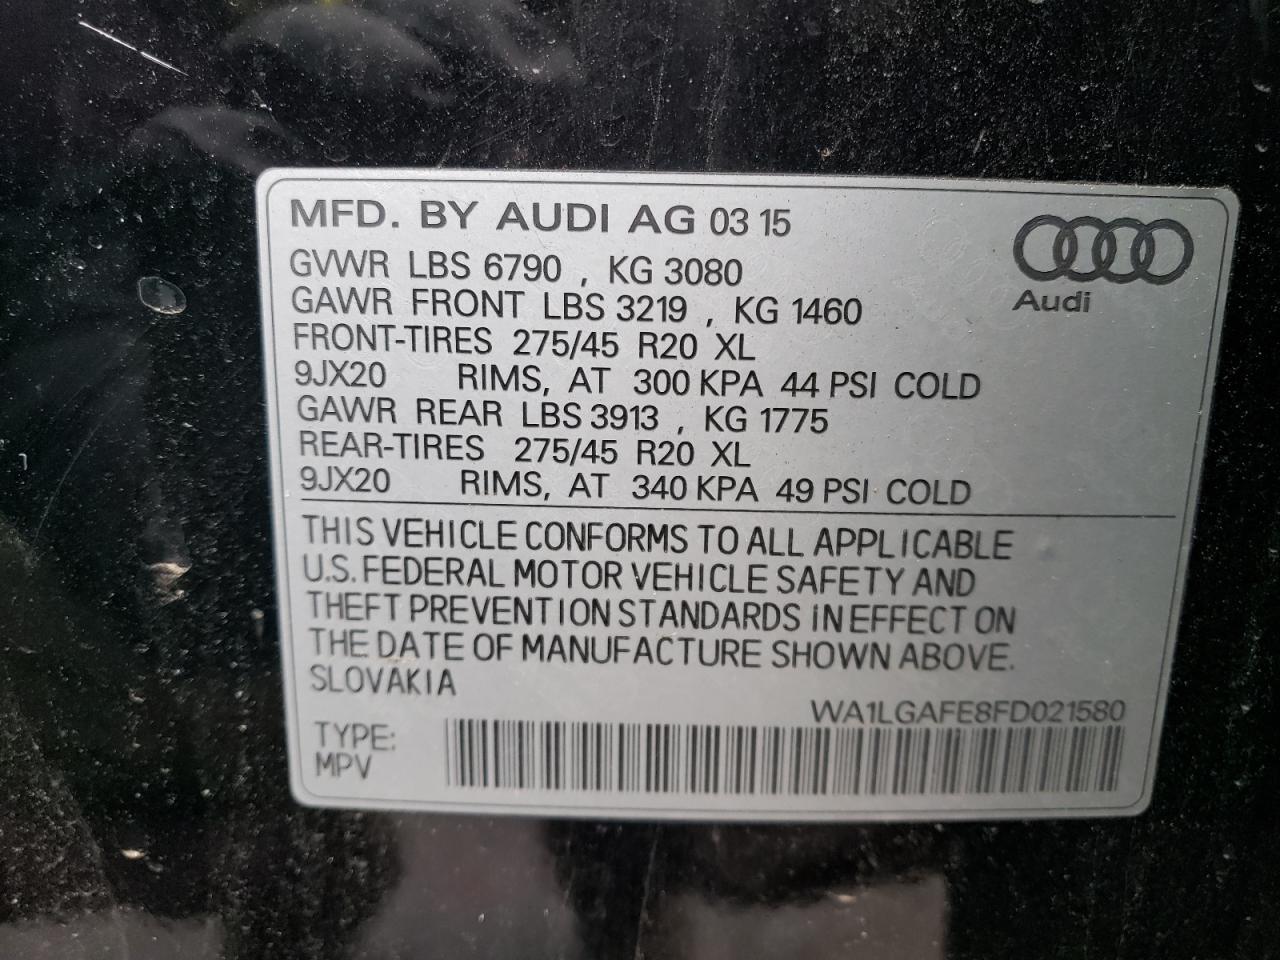 MFD. BY AUDI AG 03 15
Audi
GVWR LBS 6790 , KG 3080
GAWR FRONT LBS 3219 , KG 1460
FRONT-TIRES 275/45 R20 XL
9JX20 RIMS, AT 300 KPA 44 PSI COLD
GAWR REAR LBS 3913 , KG 1775
REAR-TIRES 275/45 R20 XL
9JX20 RIMS, AT 340 KPA 49 PSI COLD
THIS VEHICLE CONFORMS TO ALL APPLICABLE
U.S. FEDERAL MOTOR VEHICLE SAFETY AND
THEFT PREVENTION STANDARDS IN EFFECT ON
THE DATE OF MANUFACTURE SHOWN ABOVE.
SLOVAKIA
WA1LGAFE8FD021580
TYPE:
MPV